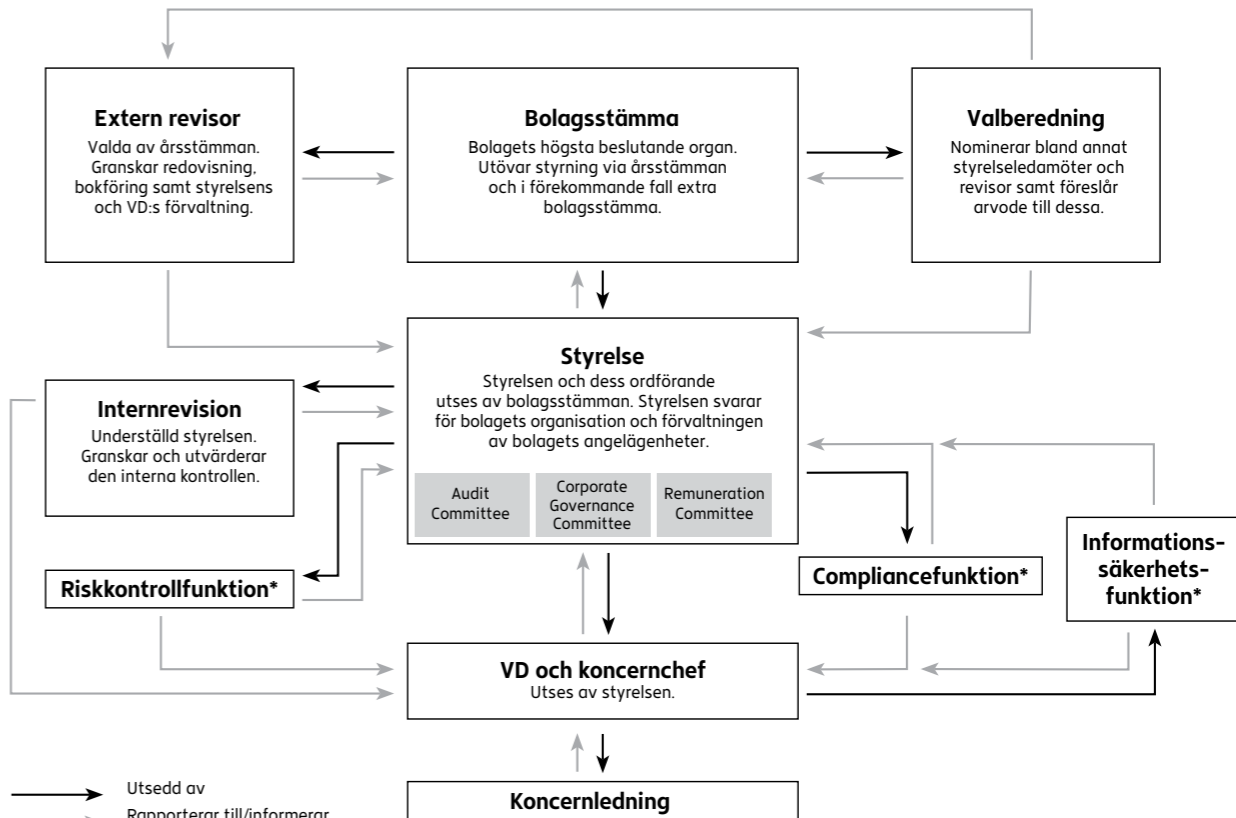 Extern revisor
Valda av årsstämman.
Granskar redovisning,
bokföring samt styrelsens
och VD:s förvaltning.
Bolagsstämma
Bolagets högsta beslutande organ.
Utövar styrning via årsstämman
och i förekommande fall extra
bolagsstämma.
Valberedning
Nominerar bland annat
styrelseledamöter och
revisor samt föreslår
arvode till dessa.
Styrelse
Styrelsen och dess ordförande
utses av bolagsstämman. Styrelsen svarar
för bolagets organisation och förvaltningen
av bolagets angelägenheter.
Audit
Committee
Corporate
Governance
Committee
Remuneration
Committee
Internrevision
Underställd styrelsen.
Granskar och utvärderar
den interna kontrollen.
Riskkontrollfunktion*
Compliancefunktion*
Informations-
säkerhets-
funktion*
VD och koncernchef
Utses av styrelsen.
Koncernledning
Utsedd av
Rapporterar till/informerar